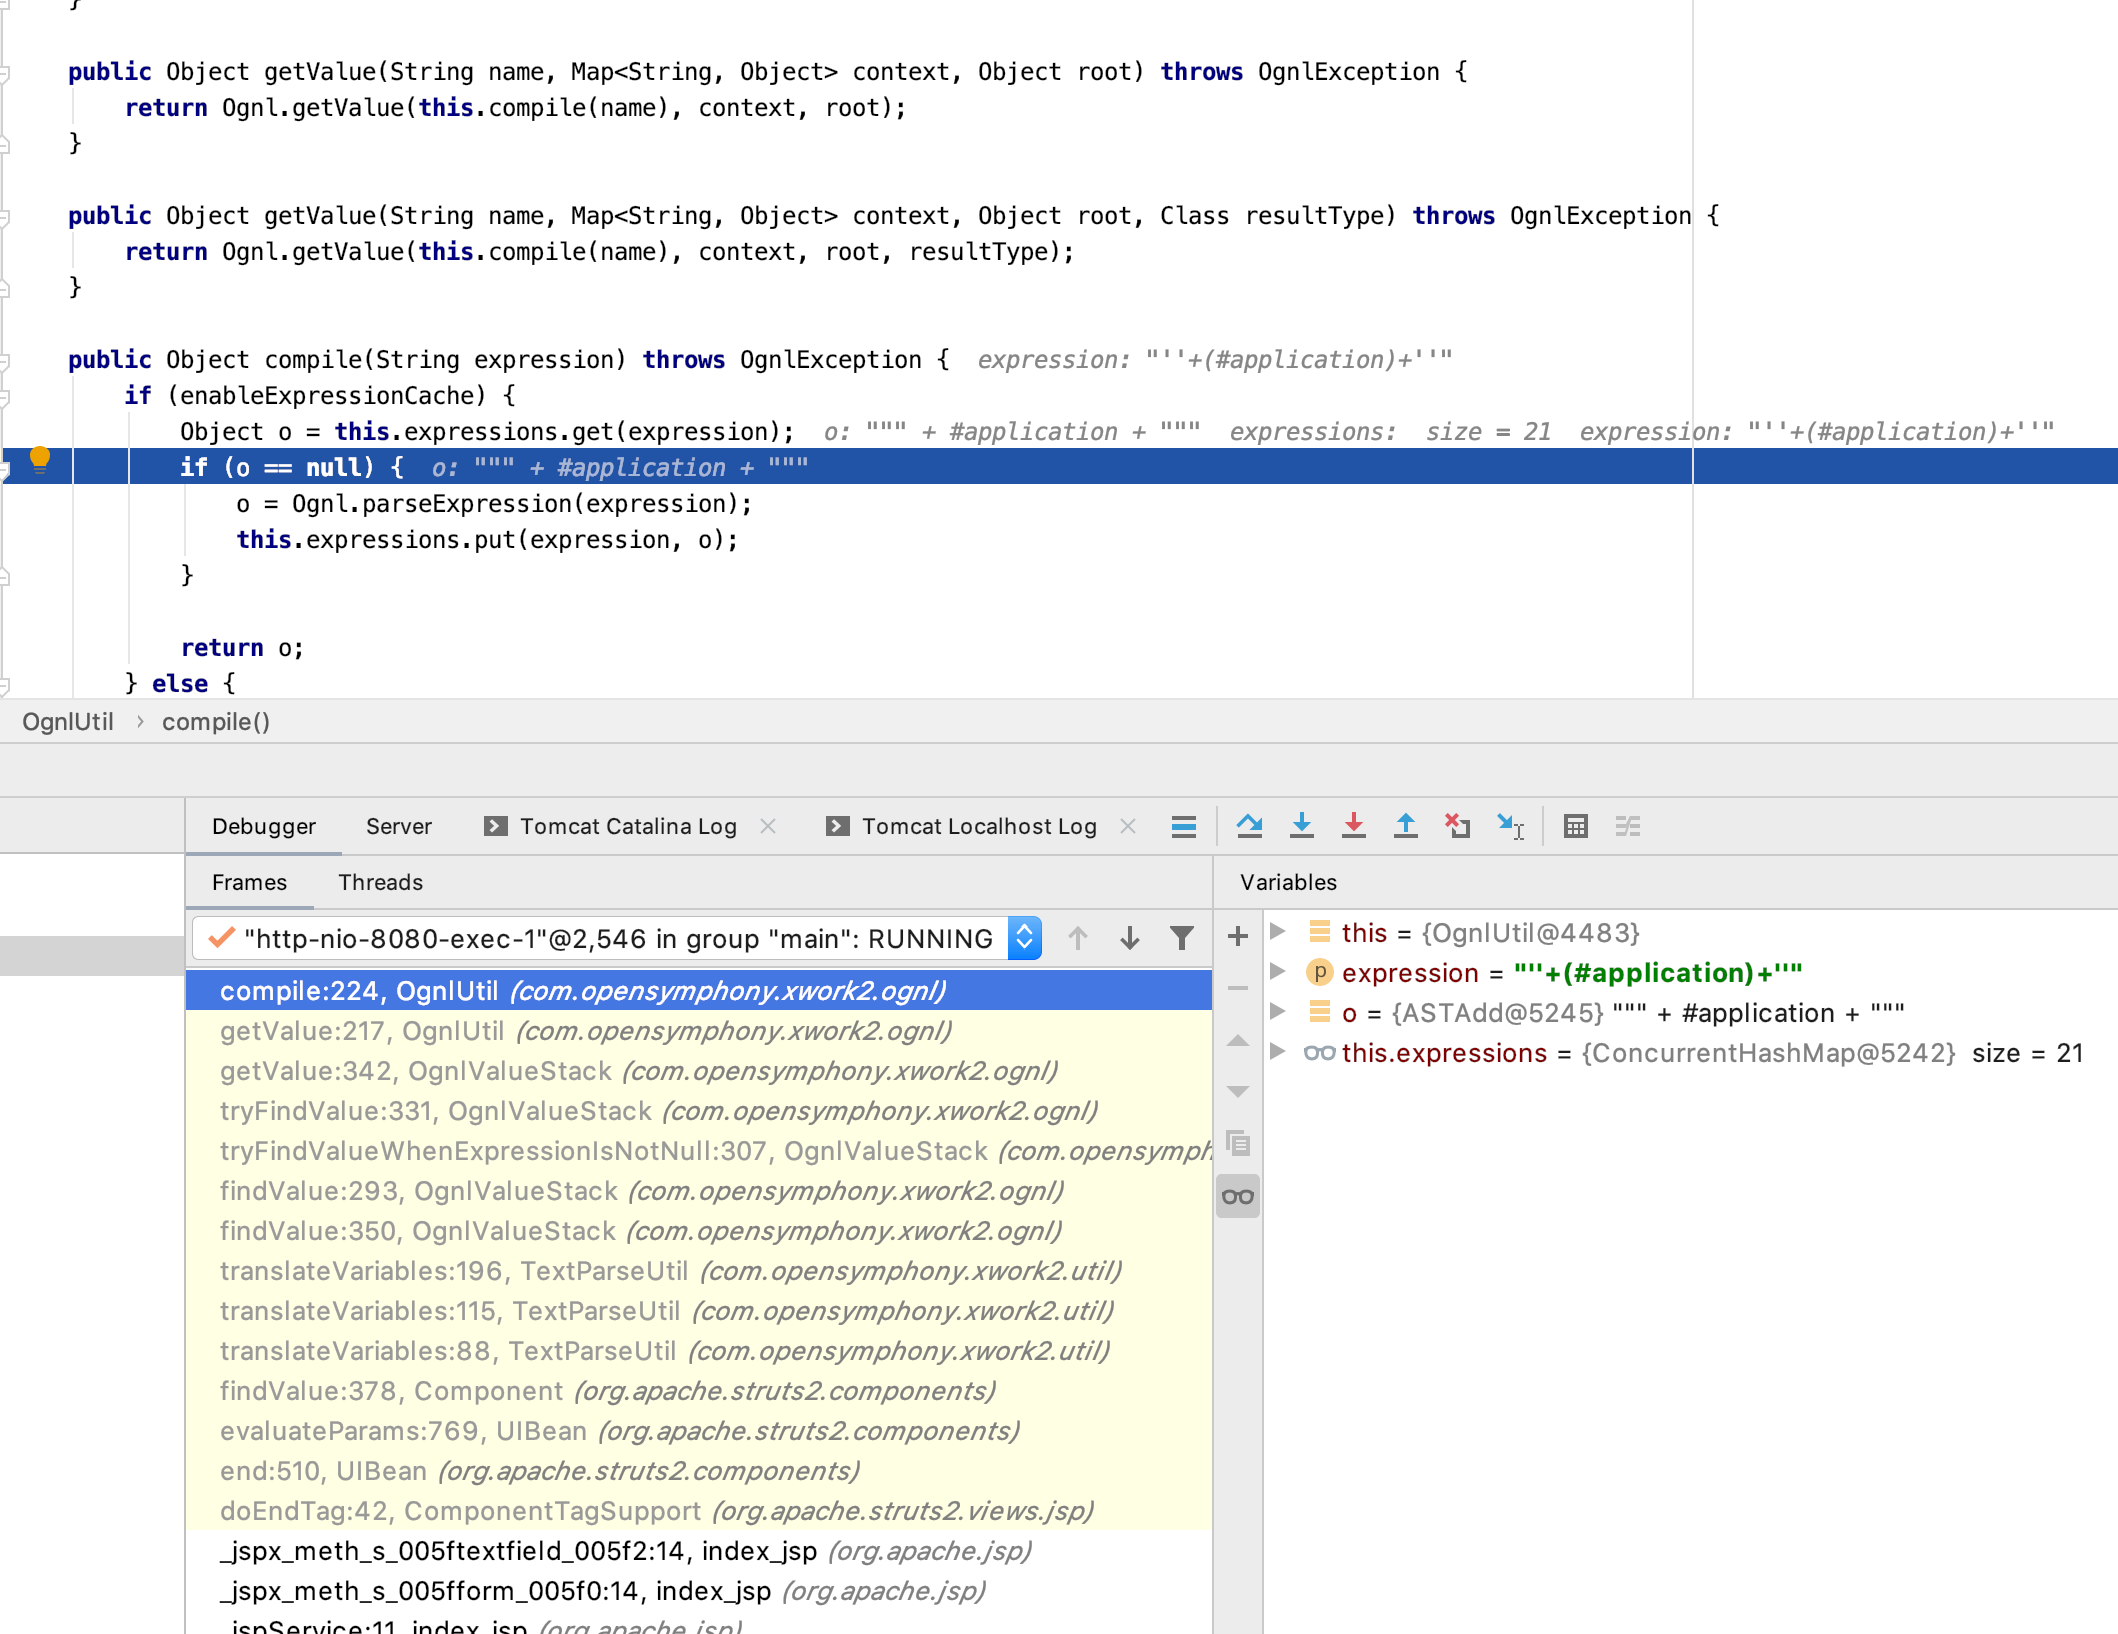 }
public Object getValue(String name, Map<String, Object> context, Object root) throws OgnlException {
return Ognl.getValue(this.compile(name), context, root);
}
public Object getValue(String name, Map<String, Object> context, Object root, Class resultType) throws OgnlException {
return Ognl.getValue(this.compile(name), context, root, resultType);
}
public Object compile(String expression) throws OgnlException {  expression: "''+(#application)+''"
if (enableExpressionCache) {
Object o = this.expressions.get(expression);  o: """ + #application + """  expressions:  size = 21  expression: "''+(#application)+''"
if (o == null) {  o: """ + #application + """
o = Ognl.parseExpression(expression);
this.expressions.put(expression, o);
}
return o;
} else {
OgnlUtil › compile()
Debugger Server Tomcat Catalina Log Tomcat Localhost Log
Frames Threads
Variables
"http-nio-8080-exec-1"@2,546 in group "main": RUNNING
compile:224, OgnlUtil (com.opensymphony.xwork2.ognl)
getValue:217, OgnlUtil (com.opensymphony.xwork2.ognl)
getValue:342, OgnlValueStack (com.opensymphony.xwork2.ognl)
tryFindValue:331, OgnlValueStack (com.opensymphony.xwork2.ognl)
tryFindValueWhenExpressionIsNotNull:307, OgnlValueStack (com.opensymph
findValue:293, OgnlValueStack (com.opensymphony.xwork2.ognl)
findValue:350, OgnlValueStack (com.opensymphony.xwork2.ognl)
translateVariables:196, TextParseUtil (com.opensymphony.xwork2.util)
translateVariables:115, TextParseUtil (com.opensymphony.xwork2.util)
translateVariables:88, TextParseUtil (com.opensymphony.xwork2.util)
findValue:378, Component (org.apache.struts2.components)
evaluateParams:769, UIBean (org.apache.struts2.components)
end:510, UIBean (org.apache.struts2.components)
doEndTag:42, ComponentTagSupport (org.apache.struts2.views.jsp)
_jspx_meth_s_005ftextfield_005f2:14, index_jsp (org.apache.jsp)
_jspx_meth_s_005fform_005f0:14, index_jsp (org.apache.jsp)
_jspService:11, index_jsp (org.apache.jsp)
this = {OgnlUtil@4483}
p expression = "''+(#application)+''"
o = {ASTAdd@5245} """ + #application + """
this.expressions = {ConcurrentHashMap@5242}  size = 21